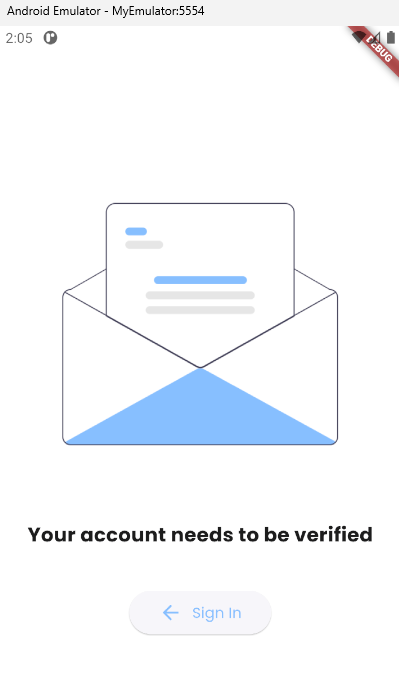 Android Emulator - MyEmulator:5554
2:05
DEBUG
Your account needs to be verified
Sign In